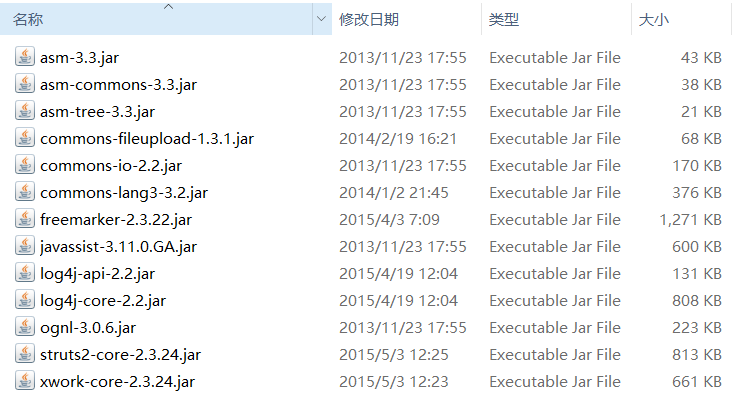 名称 修改日期 类型 大小
asm-3.3.jar 2013/11/23 17:55 Executable Jar File 43 KB
asm-commons-3.3.jar 2013/11/23 17:55 Executable Jar File 38 KB
asm-tree-3.3.jar 2013/11/23 17:55 Executable Jar File 21 KB
commons-fileupload-1.3.1.jar 2014/2/19 16:21 Executable Jar File 68 KB
commons-io-2.2.jar 2013/11/23 17:55 Executable Jar File 170 KB
commons-lang3-3.2.jar 2014/1/2 21:45 Executable Jar File 376 KB
freemarker-2.3.22.jar 2015/4/3 7:09 Executable Jar File 1,271 KB
javassist-3.11.0.GA.jar 2013/11/23 17:55 Executable Jar File 600 KB
log4j-api-2.2.jar 2015/4/19 12:04 Executable Jar File 131 KB
log4j-core-2.2.jar 2015/4/19 12:04 Executable Jar File 808 KB
ognl-3.0.6.jar 2013/11/23 17:55 Executable Jar File 223 KB
struts2-core-2.3.24.jar 2015/5/3 12:25 Executable Jar File 813 KB
xwork-core-2.3.24.jar 2015/5/3 12:23 Executable Jar File 661 KB